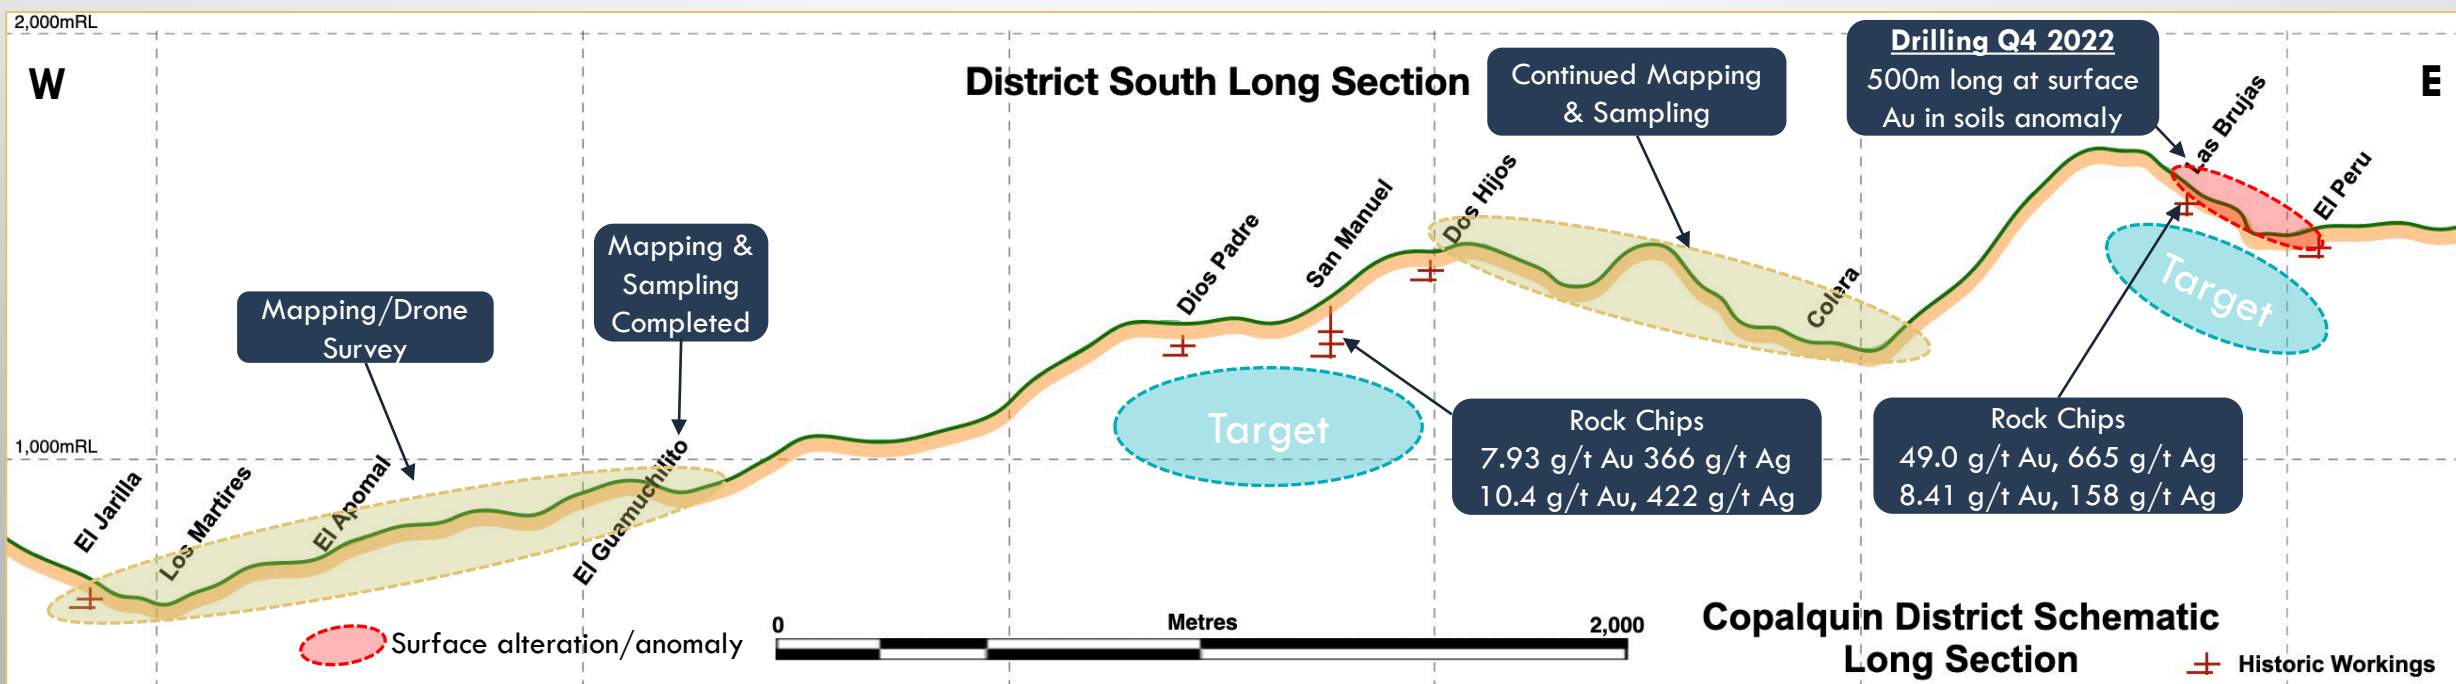 2,000mRL
W
District South Long Section
Continued Mapping
& Sampling
Drilling Q4 2022
500m long at surface
Au in soils anomaly
E
Las Brujas
El Peru
Dos Hijos
San Manuel
Dios Padre
Colera
Target
Mapping &
Sampling
Completed
Mapping/Drone
Survey
Target
Rock Chips
7.93 g/t Au 366 g/t Ag
10.4 g/t Au, 422 g/t Ag
Rock Chips
49.0 g/t Au, 665 g/t Ag
8.41 g/t Au, 158 g/t Ag
1,000mRL
El Jarilla
Los Martires
El Apomal
El Guamuchilito
Surface alteration/anomaly
0
Metres
2,000
Copalquin District Schematic
Long Section
Historic Workings